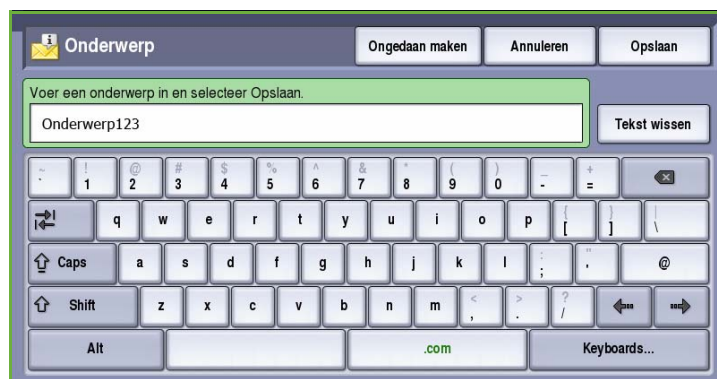 Onderwerp Ongedaan maken Annuleren Opslaan
Voer een onderwerp in en selecteer Opslaan.
Onderwerp123 Tekst wissen
~ ! @ # $ % ^ & * ( ) _ +
` 1 2 3 4 5 6 7 8 9 0 - =
q w e r t y u i o p { [ } ] | \
Caps a s d f g h j k l : ; " ' @
Shift z x c v b n m < , > . ? /
Alt .com Keyboards...